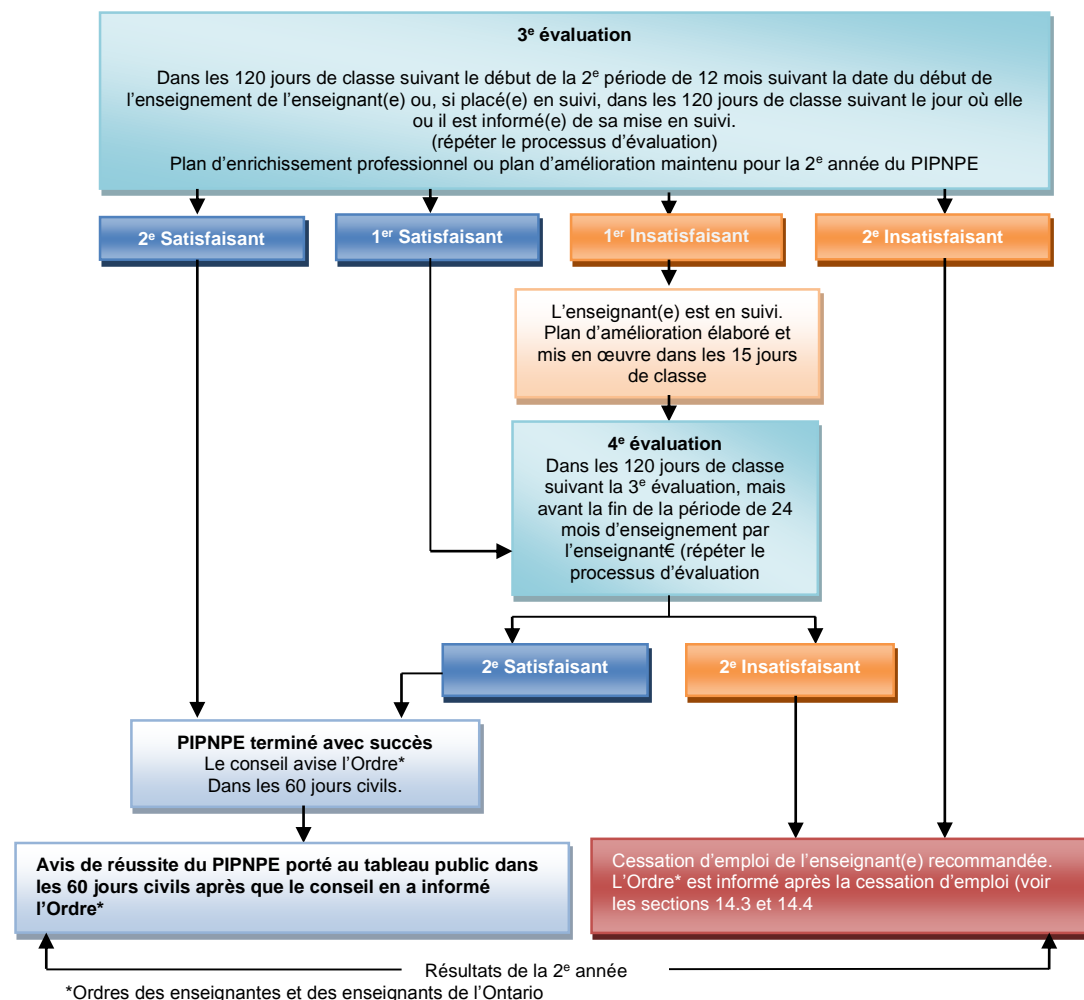 3e évaluation
Dans les 120 jours de classe suivant le début de la 2e période de 12 mois suivant la date du début de
l’enseignement de l’enseignant(e) ou, si placé(e) en suivi, dans les 120 jours de classe suivant le jour où elle
ou il est informé(e) de sa mise en suivi.
(répéter le processus d’évaluation)
Plan d’enrichissement professionnel ou plan d’amélioration maintenu pour la 2e année du PIPNPE
2e Satisfaisant
1er Satisfaisant
1er Insatisfaisant
2e Insatisfaisant
L’enseignant(e) est en suivi.
Plan d’amélioration élaboré et
mis en œuvre dans les 15 jours
de classe
4e évaluation
Dans les 120 jours de classe
suivant la 3e évaluation, mais
avant la fin de la période de 24
mois d’enseignement par
l’enseignant€ (répéter le
processus d’évaluation
2e Satisfaisant
2e Insatisfaisant
PIPNPE terminé avec succès
Le conseil avise l’Ordre*
Dans les 60 jours civils.
Avis de réussite du PIPNPE porté au tableau public dans
les 60 jours civils après que le conseil en a informé
l’Ordre*
Cessation d’emploi de l’enseignant(e) recommandée.
L’Ordre* est informé après la cessation d’emploi (voir
les sections 14.3 et 14.4
Résultats de la 2e année
*Ordres des enseignantes et des enseignants de l’Ontario